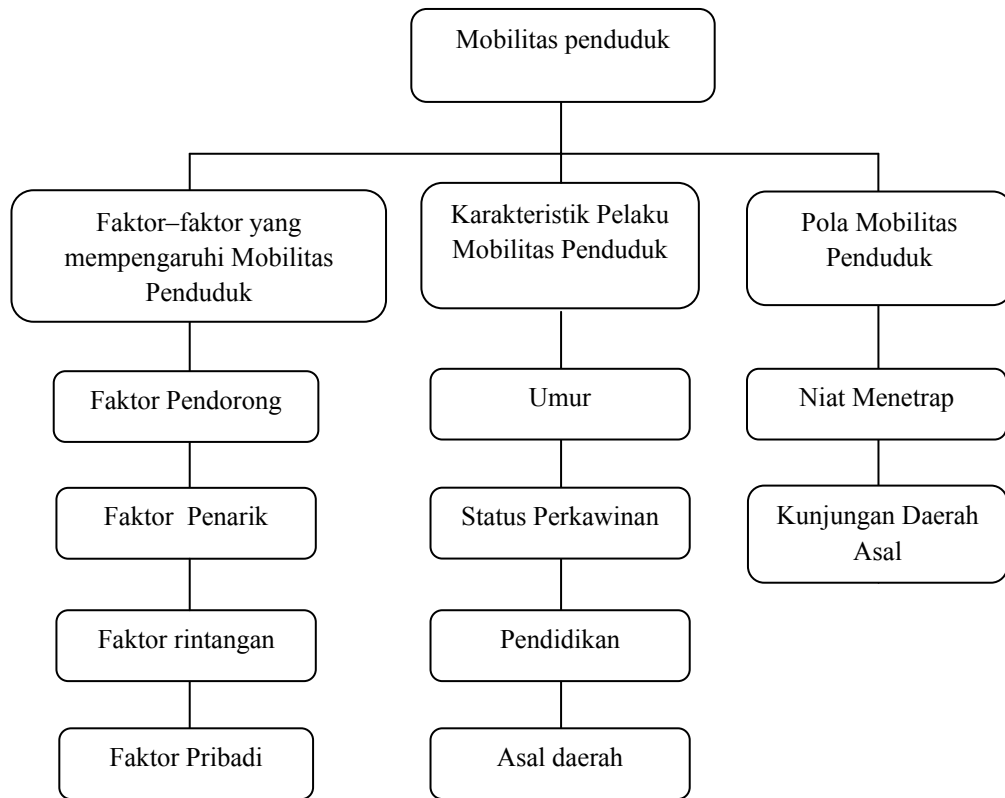 Mobilitas penduduk
Faktor–faktor yang
mempengaruhi Mobilitas
Penduduk
Karakteristik Pelaku
Mobilitas Penduduk
Pola Mobilitas
Penduduk
Faktor Pendorong
Umur
Niat Menetrap
Faktor Penarik
Status Perkawinan
Kunjungan Daerah
Asal
Faktor rintangan
Pendidikan
Faktor Pribadi
Asal daerah